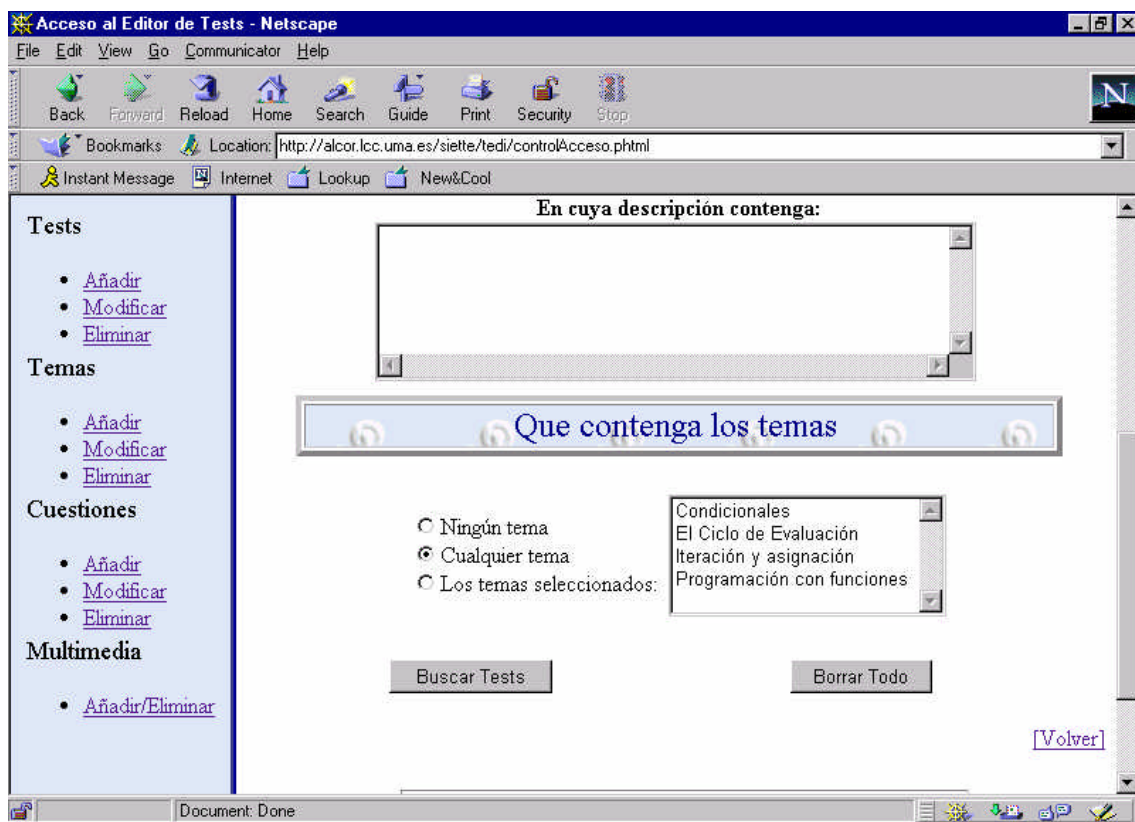 Acceso al Editor de Tests - Netscape
File Edit View Go Communicator Help
Back Forward Reload Home Search Guide Print Security Stop
N
Bookmarks Location: http://alcor.lcc.uma.es/siette/tedi/controlAcceso.phtml
Instant Message Internet Lookup New&Cool
Tests
Añadir
Modificar
Eliminar
Temas
Añadir
Modificar
Eliminar
Cuestiones
Añadir
Modificar
Eliminar
Multimedia
Añadir/Eliminar
En cuya descripción contenga:
Que contenga los temas
Ningún tema
Cualquier tema
Los temas seleccionados:
Condicionales
El Ciclo de Evaluación
Iteración y asignación
Programación con funciones
Buscar Tests Borrar Todo
[Volver]
Document: Done